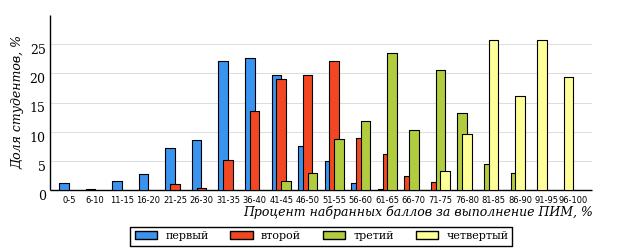 Доля студентов, %
25
20
15
10
5
0
0-5 6-10 11-15 16-20 21-25 26-30 31-35 36-40 41-45 46-50 51-55 56-60 61-65 66-70 71-75 76-80 81-85 86-90 91-95 96-100
Процент набранных баллов за выполнение ПИМ, %
первый второй третий четвертый